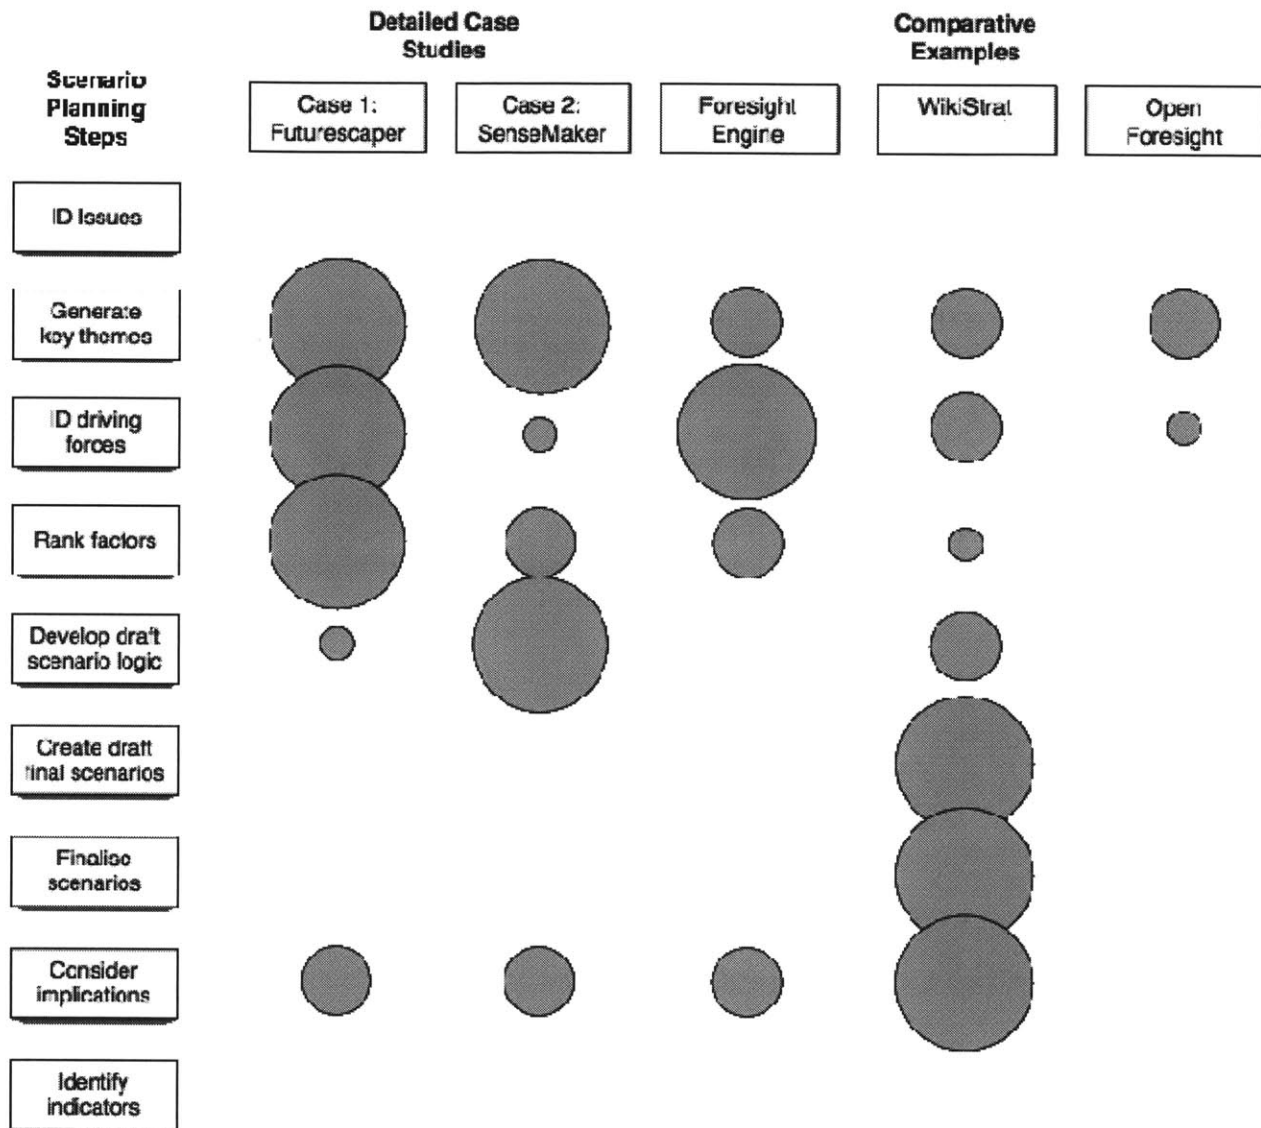 Detailed Case
Studies
Comparative
Examples
Scenario
Planning
Steps
Case 1:
Futurescaper
Case 2:
SenseMaker
Foresight
Engine
WikiStrat
Open
Foresight
ID Issues
Generate
key themes
ID driving
forces
Rank factors
Develop draft
scenario logic
Create draft
final scenarios
Finalise
scenarios
Consider
implications
Identify
indicators